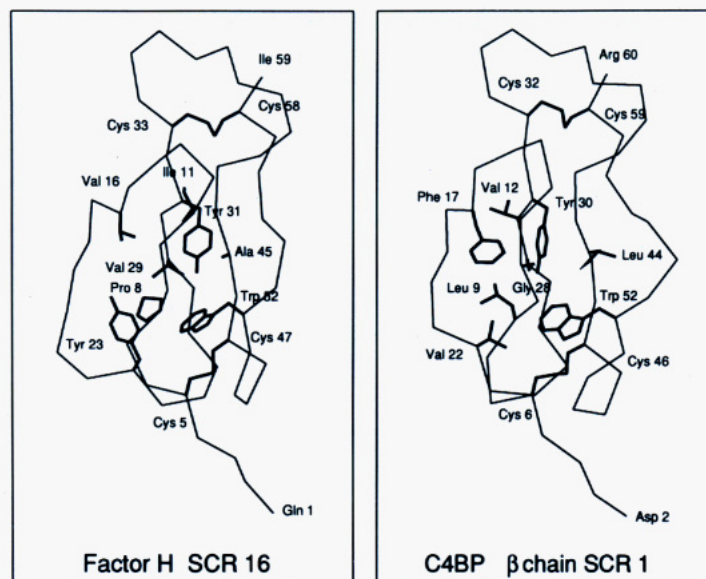 Ile 59
Cys 33
Cys 58
Val 16
Ile 11
Tyr 31
Ala 45
Val 29
Pro 8
Trp 52
Tyr 23
Cys 47
Cys 5
Gln 1
Factor H SCR 16
Arg 60
Cys 32
Cys 59
Phe 17
Val 12
Tyr 30
Leu 44
Gly 28
Leu 9
Trp 52
Val 22
Cys 46
Cys 6
Asp 2
C4BP β chain SCR 1